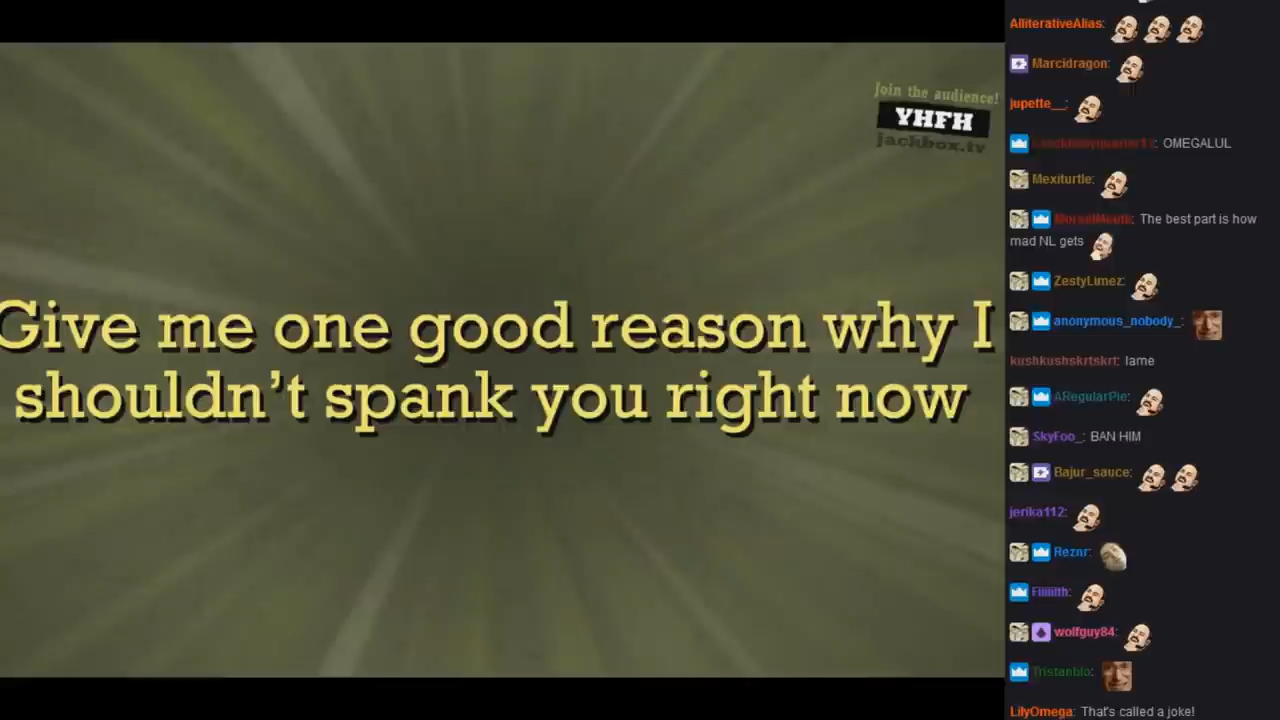 Join the audience!
YHFH
jackbox.tv
Give me one good reason why I
shouldn't spank you right now
AlliterativeAlias:
Marcidragon:
jupette__:
: OMEGALUL
Mexiturtle:
MorselMouth: The best part is how
mad NL gets
ZestyLimez:
anonymous_nobody_:
kushkushskrtskrt: lame
ARegularPie:
SkyFoo_: BAN HIM
Bajur_sauce:
jerika112:
Reznr:
wolfguy84:
Tristanblo:
LilyOmega: That's called a joke!